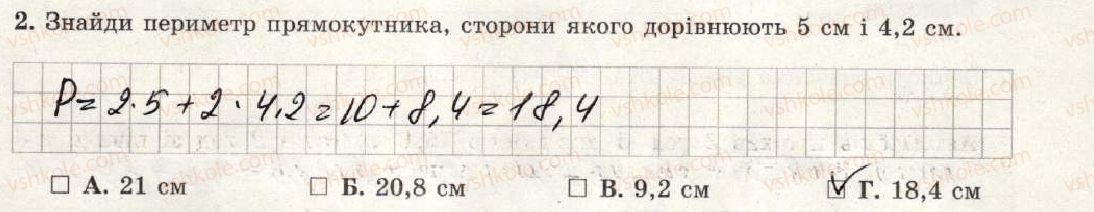 2. Знайди периметр прямокутника, сторони якого дорівнюють 5 см і 4,2 см.
P = 2·5 + 2·4,2 = 10 + 8,4 = 18,4
☐ А. 21 см ☐ Б. 20,8 см ☐ В. 9,2 см ☑ Г. 18,4 см